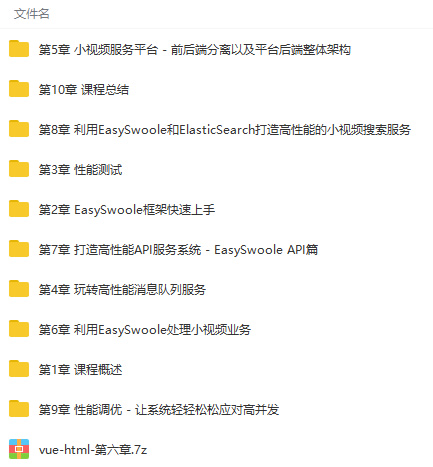 文件名
第5章 小视频服务平台 - 前后端分离以及平台后端整体架构
第10章 课程总结
第8章 利用EasySwoole和ElasticSearch打造高性能的小视频搜索服务
第3章 性能测试
第2章 EasySwoole框架快速上手
第7章 打造高性能API服务系统 - EasySwoole API篇
第4章 玩转高性能消息队列服务
第6章 利用EasySwoole处理小视频业务
第1章 课程概述
第9章 性能调优 - 让系统轻轻松松应对高并发
vue-html-第六章.7z